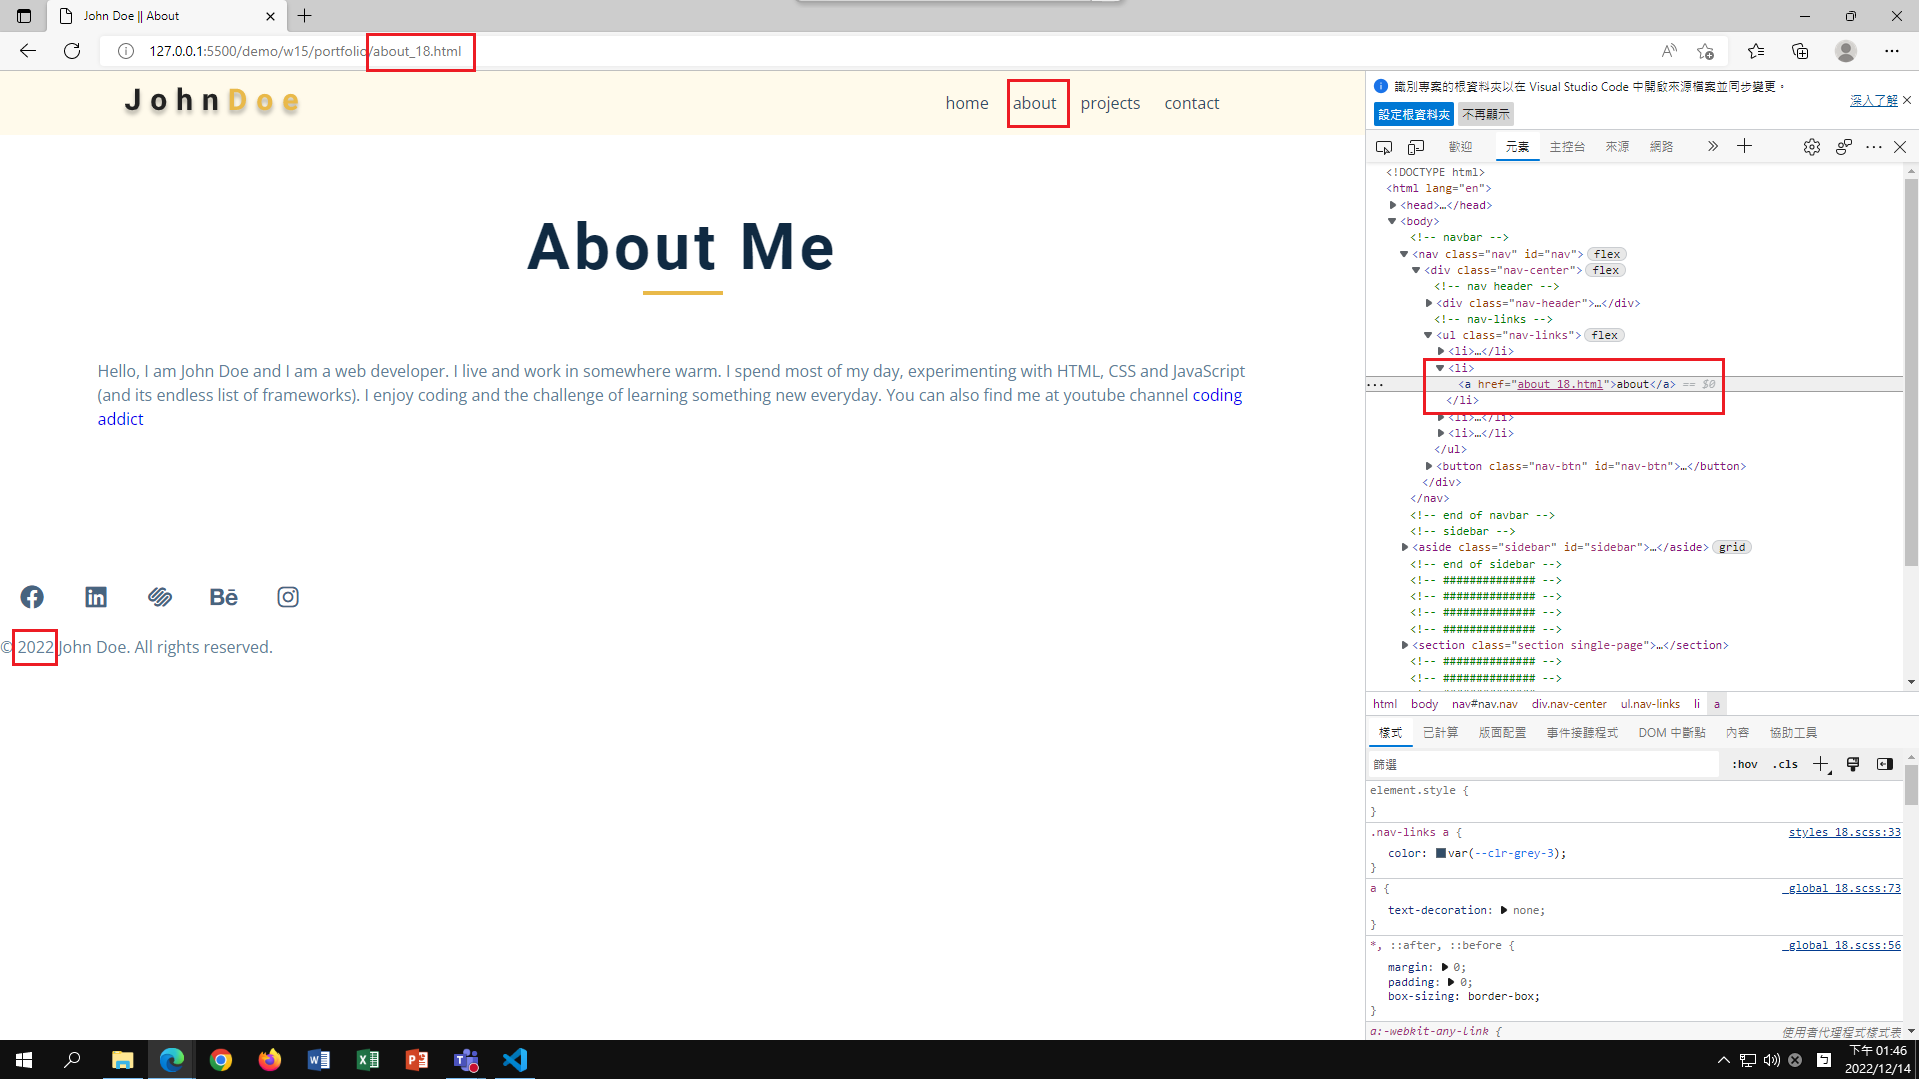 John Doe || About
127.0.0.1:5500/demo/w15/portfolio/about_18.html
JohnDoe
home about projects contact
About Me
Hello, I am John Doe and I am a web developer. I live and work in somewhere warm. I spend most of my day, experimenting with HTML, CSS and JavaScript
(and its endless list of frameworks). I enjoy coding and the challenge of learning something new everyday. You can also find me at youtube channel coding
addict
Bē
© 2022 John Doe. All rights reserved.
識別專案的根資料夾以在 Visual Studio Code 中開啟來源檔案並同步變更。
深入了解
設定根資料夾 不再顯示
歡迎 元素 主控台 來源 網路
<!DOCTYPE html>
<html lang="en">
<head>…</head>
<body>
<!-- navbar -->
<nav class="nav" id="nav"> flex
<div class="nav-center"> flex
<!-- nav header -->
<div class="nav-header">…</div>
<!-- nav-links -->
<ul class="nav-links"> flex
<li>…</li>
<li>
<a href="about_18.html">about</a> == $0
</li>
<li>…</li>
<li>…</li>
</ul>
<button class="nav-btn" id="nav-btn">…</button>
</div>
</nav>
<!-- end of navbar -->
<!-- sidebar -->
<aside class="sidebar" id="sidebar">…</aside> grid
<!-- end of sidebar -->
<!-- ############## -->
<!-- ############## -->
<!-- ############## -->
<!-- ############## -->
<section class="section single-page">…</section>
<!-- ############## -->
<!-- ############## -->
html body nav#nav.nav div.nav-center ul.nav-links li a
樣式 已計算 版面配置 事件接聽程式 DOM 中斷點 內容 協助工具
篩選 :hov .cls
element.style {
}
.nav-links a { styles_18.scss:33
color: var(--clr-grey-3);
}
a { _global_18.scss:73
text-decoration: none;
}
*, ::after, ::before { _global_18.scss:56
margin: 0;
padding: 0;
box-sizing: border-box;
}
a:-webkit-any-link { 使用者代理程式樣式表
下午 01:46
2022/12/14